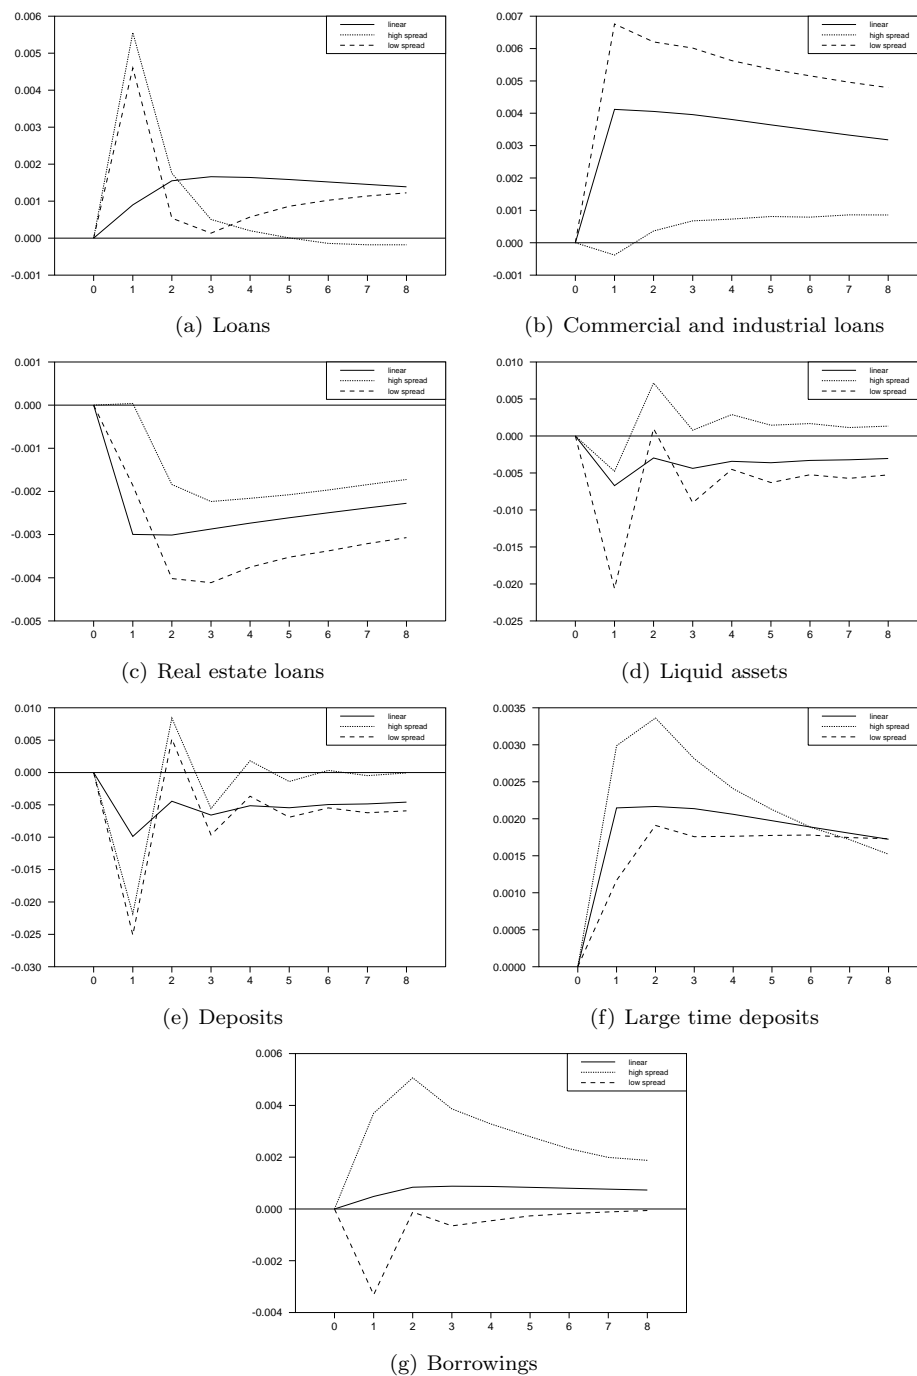 0.006
0.005
0.004
0.003
0.002
0.001
0.000
-0.001
linear
high spread
low spread
0 1 2 3 4 5 6 7 8
(a) Loans
0.007
0.006
0.005
0.004
0.003
0.002
0.001
0.000
-0.001
linear
high spread
low spread
0 1 2 3 4 5 6 7 8
(b) Commercial and industrial loans
0.001
0.000
-0.001
-0.002
-0.003
-0.004
-0.005
linear
high spread
low spread
0 1 2 3 4 5 6 7 8
(c) Real estate loans
0.010
0.005
0.000
-0.005
-0.010
-0.015
-0.020
-0.025
linear
high spread
low spread
0 1 2 3 4 5 6 7 8
(d) Liquid assets
0.010
0.005
0.000
-0.005
-0.010
-0.015
-0.020
-0.025
-0.030
linear
high spread
low spread
0 1 2 3 4 5 6 7 8
(e) Deposits
0.0035
0.0030
0.0025
0.0020
0.0015
0.0010
0.0005
0.0000
linear
high spread
low spread
0 1 2 3 4 5 6 7 8
(f) Large time deposits
0.006
0.004
0.002
0.000
-0.002
-0.004
linear
high spread
low spread
0 1 2 3 4 5 6 7 8
(g) Borrowings